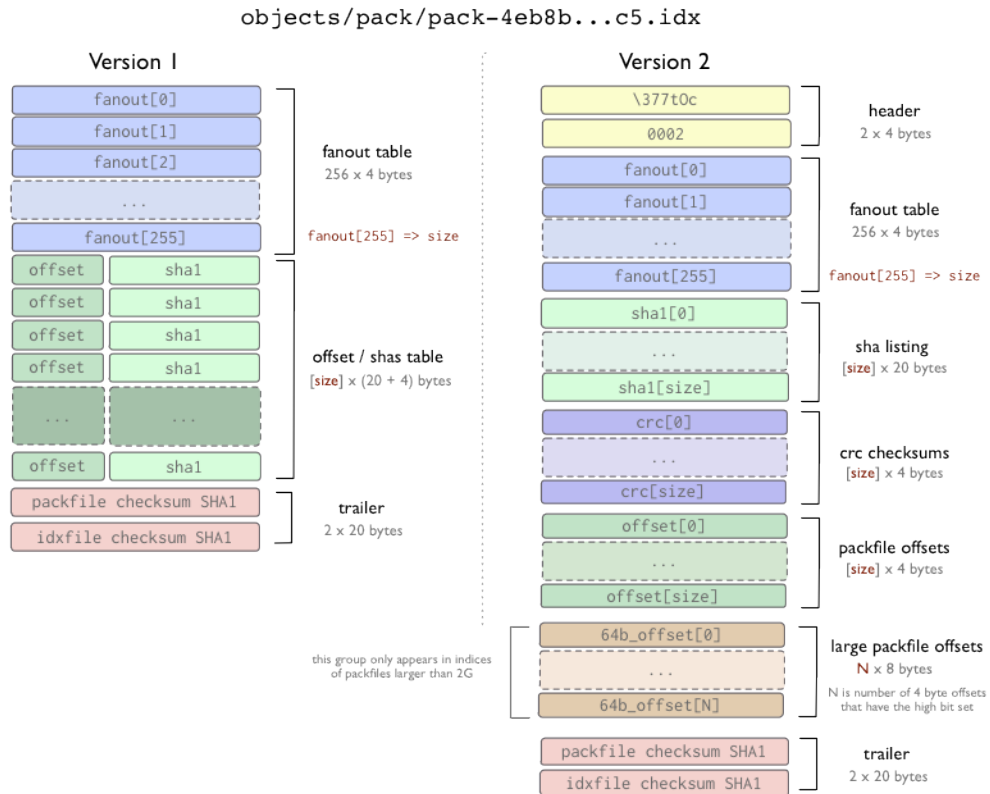 objects/pack/pack-4eb8b...c5.idx
Version 1
fanout[0]
fanout[1]
fanout[2]
...
fanout[255]
fanout table
256 x 4 bytes
fanout[255] => size
offset sha1
offset sha1
offset sha1
offset sha1
... ...
offset sha1
offset / shas table
[size] x (20 + 4) bytes
packfile checksum SHA1
idxfile checksum SHA1
trailer
2 x 20 bytes
Version 2
\377tOc
0002
header
2 x 4 bytes
fanout[0]
fanout[1]
...
fanout[255]
fanout table
256 x 4 bytes
fanout[255] => size
sha1[0]
...
sha1[size]
sha listing
[size] x 20 bytes
crc[0]
...
crc[size]
crc checksums
[size] x 4 bytes
offset[0]
...
offset[size]
packfile offsets
[size] x 4 bytes
this group only appears in indices
of packfiles larger than 2G
64b_offset[0]
...
64b_offset[N]
large packfile offsets
N x 8 bytes
N is number of 4 byte offsets
that have the high bit set
packfile checksum SHA1
idxfile checksum SHA1
trailer
2 x 20 bytes